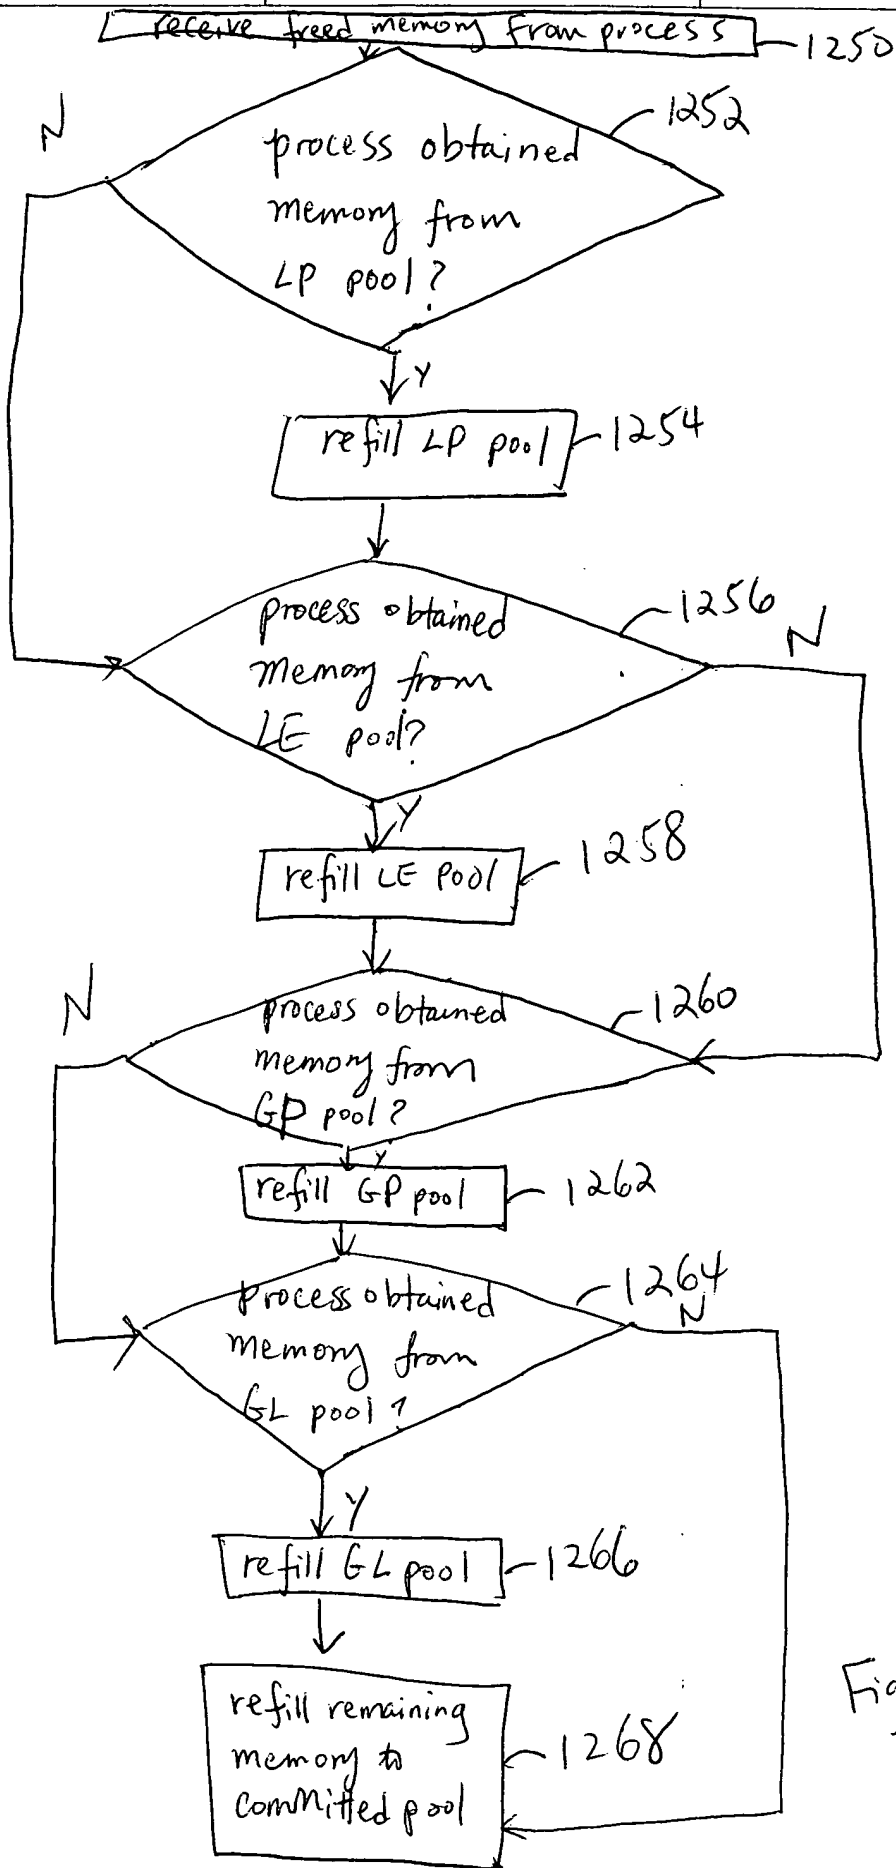 receive freed memory from process
1250
N
1252
process obtained
memory from
LP pool?
Y
refill LP pool
1254
1256
N
process obtained
memory from
LE pool?
Y
1258
refill LE pool
N
1260
process obtained
memory from
GP pool?
Y
refill GP pool
1262
1264
N
process obtained
memory from
GL pool?
Y
refill GL pool
1266
refill remaining
memory to
committed pool
1268